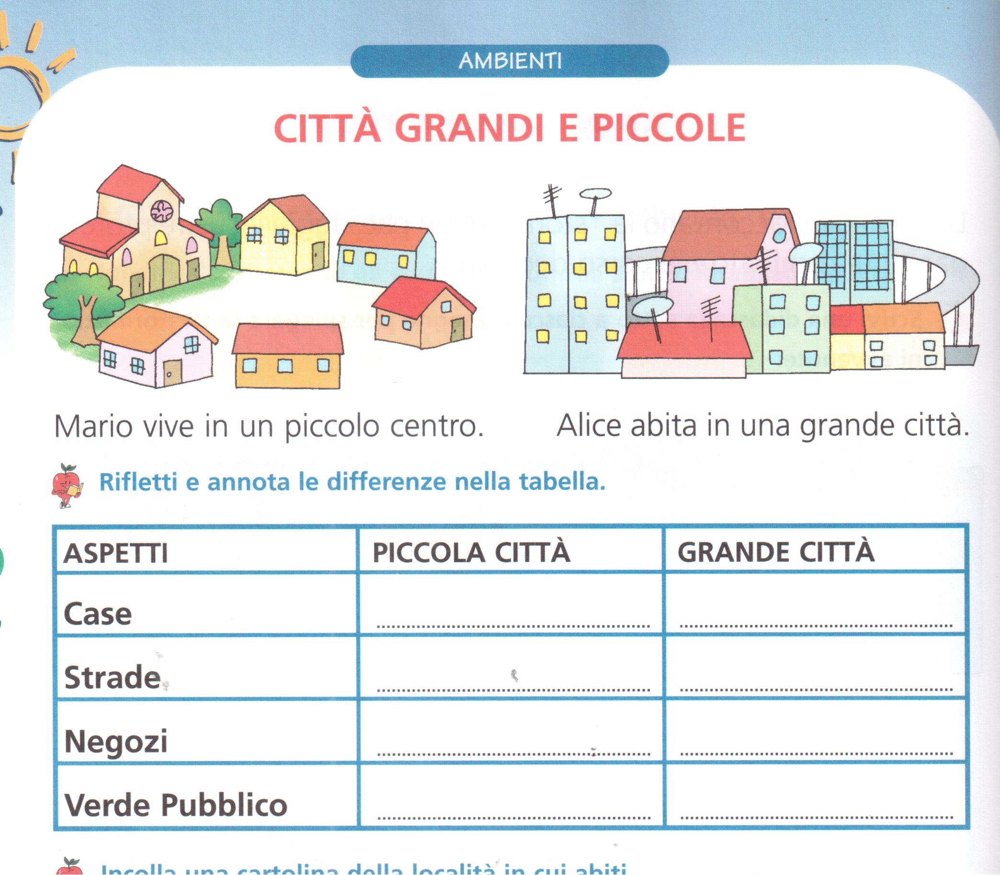 AMBIENTI
CITTÀ GRANDI E PICCOLE
Mario vive in un piccolo centro.
Alice abita in una grande città.
Rifletti e annota le differenze nella tabella.
ASPETTI PICCOLA CITTÀ GRANDE CITTÀ
Case
Strade
Negozi
Verde Pubblico
Incolla una cartolina della località in cui abiti